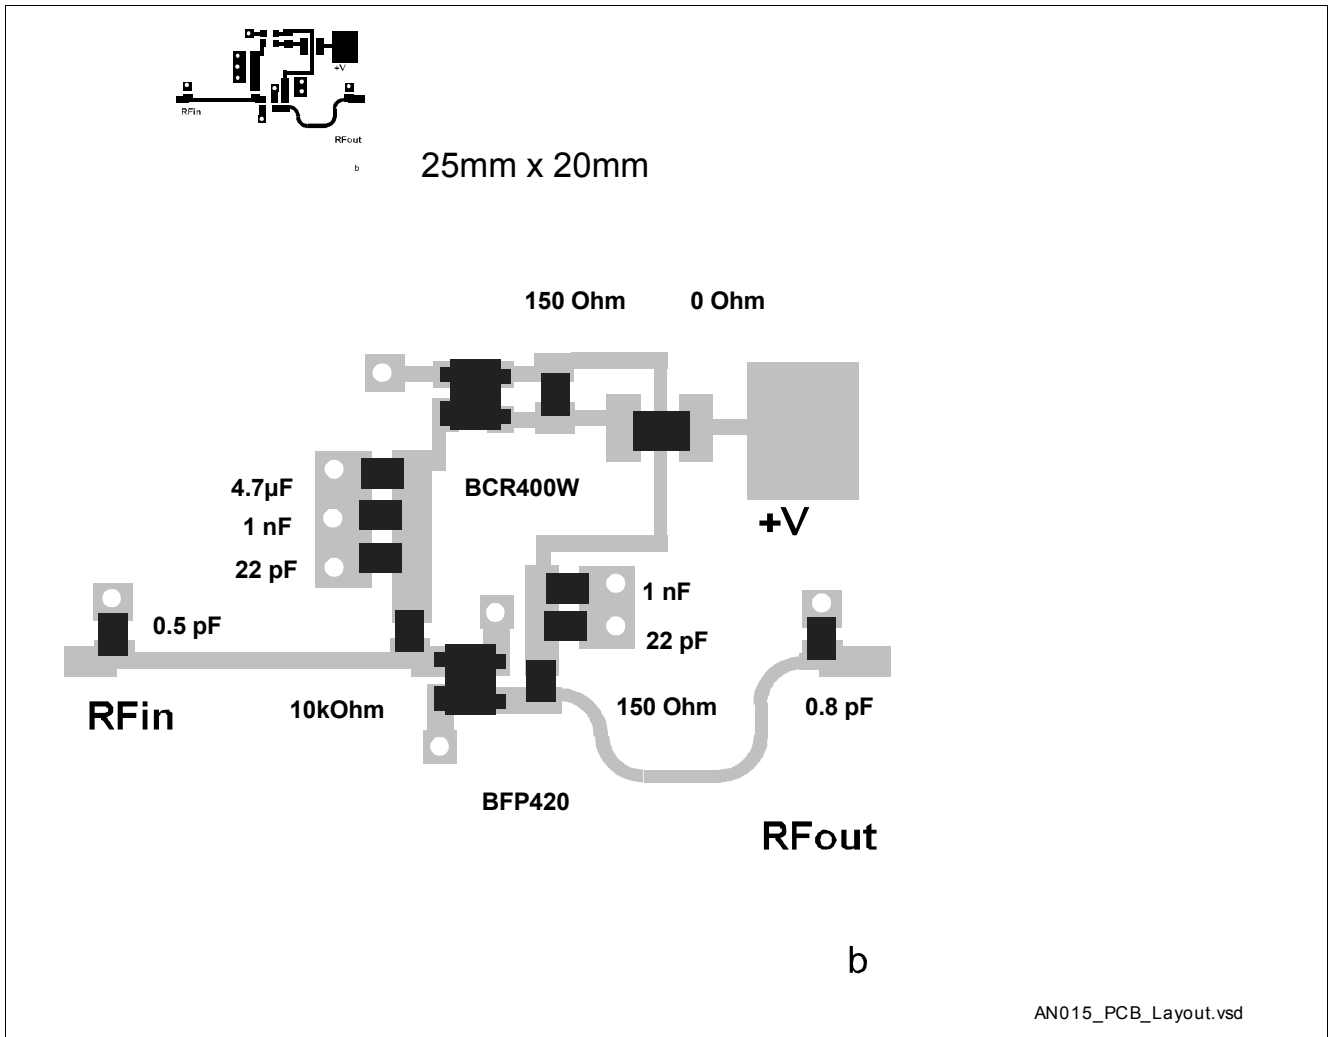 +V
RFin
RFout
b
25mm x 20mm
150 Ohm 0 Ohm
4.7µF
BCR400W
1 nF
+V
22 pF
1 nF
0.5 pF
22 pF
RFin
10kOhm
150 Ohm
0.8 pF
BFP420
RFout
b
AN015_PCB_Layout.vsd